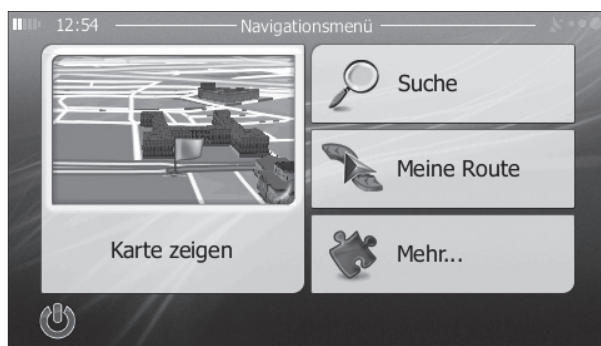 12:54 Navigationsmenü
Suche
Meine Route
Karte zeigen
Mehr...